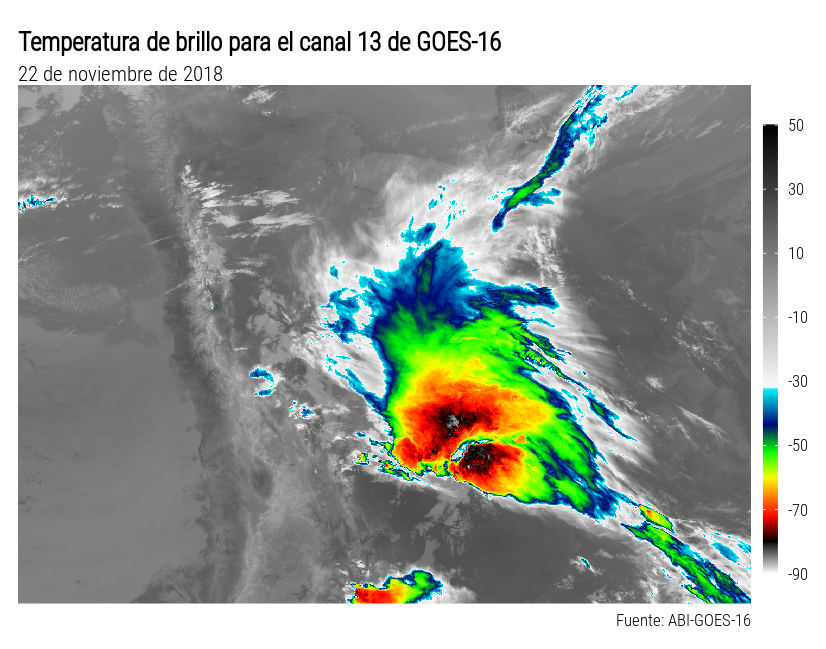 Temperatura de brillo para el canal 13 de GOES-16
22 de noviembre de 2018
50
30
10
-10
-30
-50
-70
-90
Fuente: ABI-GOES-16